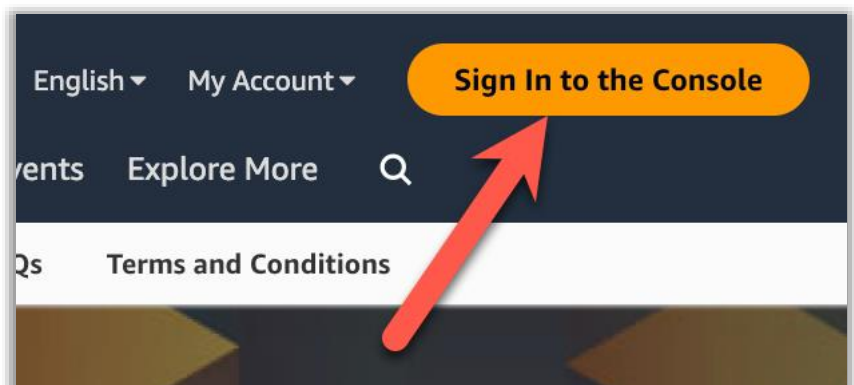 English My Account Sign In to the Console
Explore More
Terms and Conditions